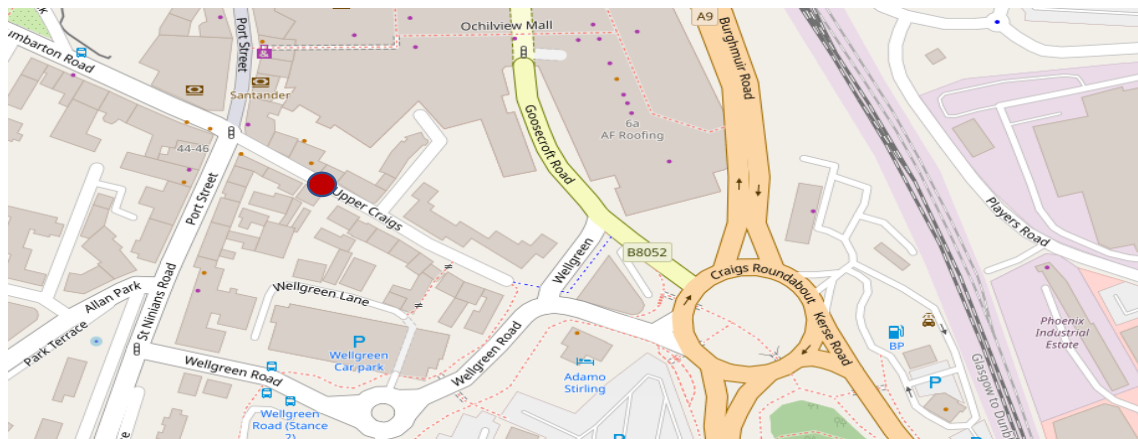 Ochilview Mall
A9
Port Street
umbarton Road
Burghmuir Road
Santander
Goosecroft Road
6a
AF Roofing
44-46
Port Street
Upper Craigs
Players Road
Wellgreen
B8052
Craigs Roundabout
Allan Park
Wellgreen Lane
St Ninians Road
Park Terrace
P
Wellgreen
Car park
Wellgreen Road
Wellgreen Road
Kerse Road
BP
Phoenix
Industrial
Estate
Adamo
Stirling
P
Glasgow to Dunb
Wellgreen
Road (Stance
2)
P
P